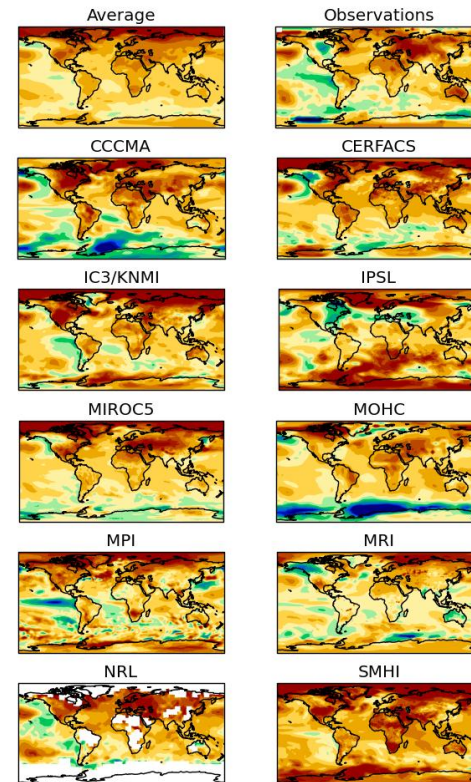 Average Observations
CCCMA CERFACS
IC3/KNMI IPSL
MIROC5 MOHC
MPI MRI
NRL SMHI